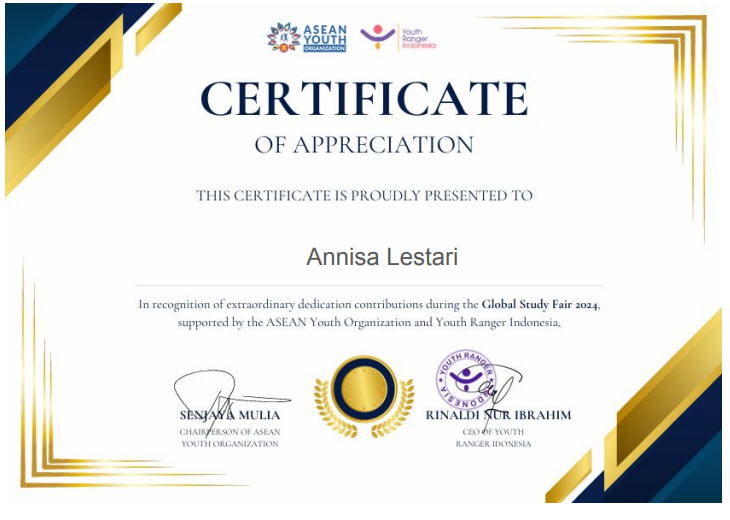 ASEAN
YOUTH
ORGANIZATION
Youth
Ranger
Indonesia
CERTIFICATE
OF APPRECIATION
THIS CERTIFICATE IS PROUDLY PRESENTED TO
Annisa Lestari
In recognition of extraordinary dedication contributions during the Global Study Fair 2024,
supported by the ASEAN Youth Organization and Youth Ranger Indonesia,
YOUTH RANGER
INDONESIA
SENJAYA MULIA
CHAIRPERSON OF ASEAN
YOUTH ORGANIZATION
RINALDI NUR IBRAHIM
CEO OF YOUTH
RANGER IDONESIA